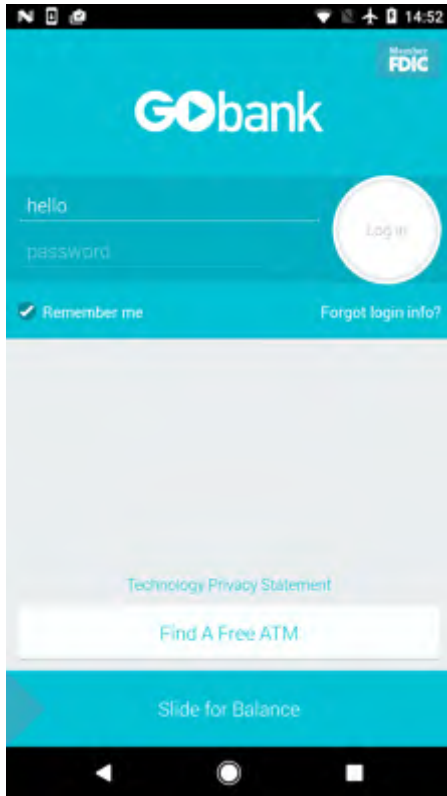 14:52
Member
FDIC
GObank
hello
Log in
password
Remember me
Forgot login info?
Technology Privacy Statement
Find A Free ATM
Slide for Balance